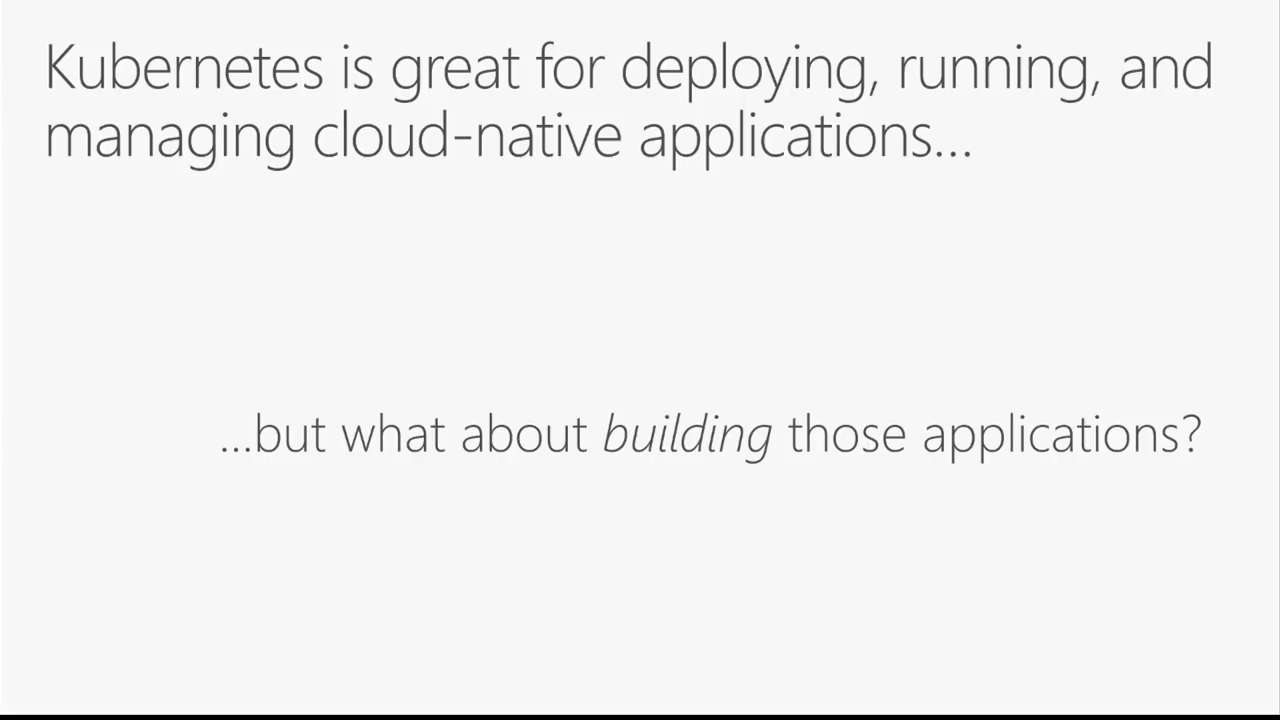 Kubernetes is great for deploying, running, and
managing cloud-native applications...
...but what about building those applications?